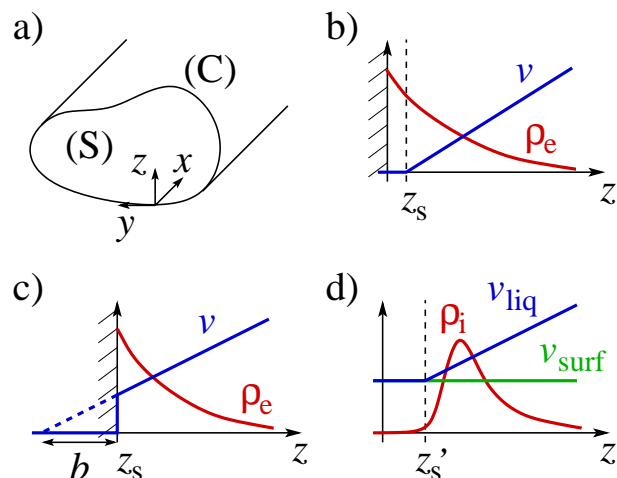 a)
(C)
(S)
z
x
y
b)
v
ρe
zs
z
c)
v
ρe
b
zs
z
d)
vliq
ρi
vsurf
zs'
z